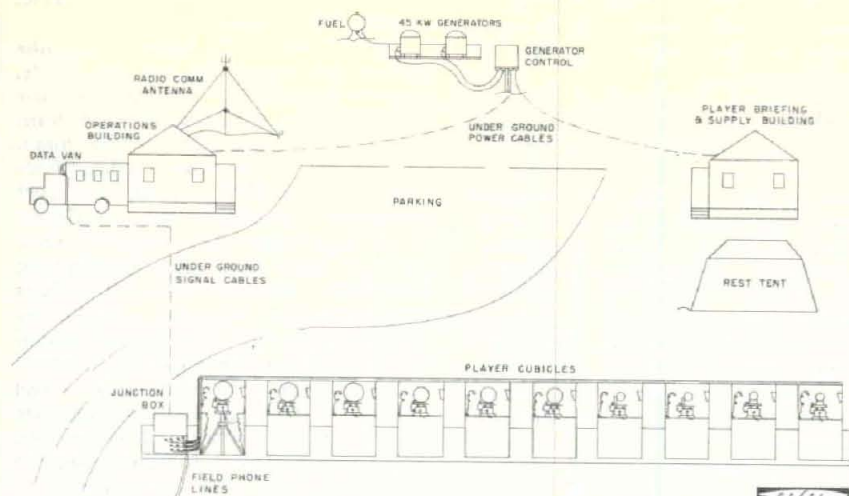 FUEL
45 KW GENERATORS
GENERATOR
CONTROL
RADIO COMM
ANTENNA
OPERATIONS
BUILDING
DATA VAN
UNDER GROUND
POWER CABLES
PLAYER BRIEFING
& SUPPLY BUILDING
PARKING
UNDER GROUND
SIGNAL CABLES
REST TENT
PLAYER CUBICLES
JUNCTION
BOX
FIELD PHONE
LINES